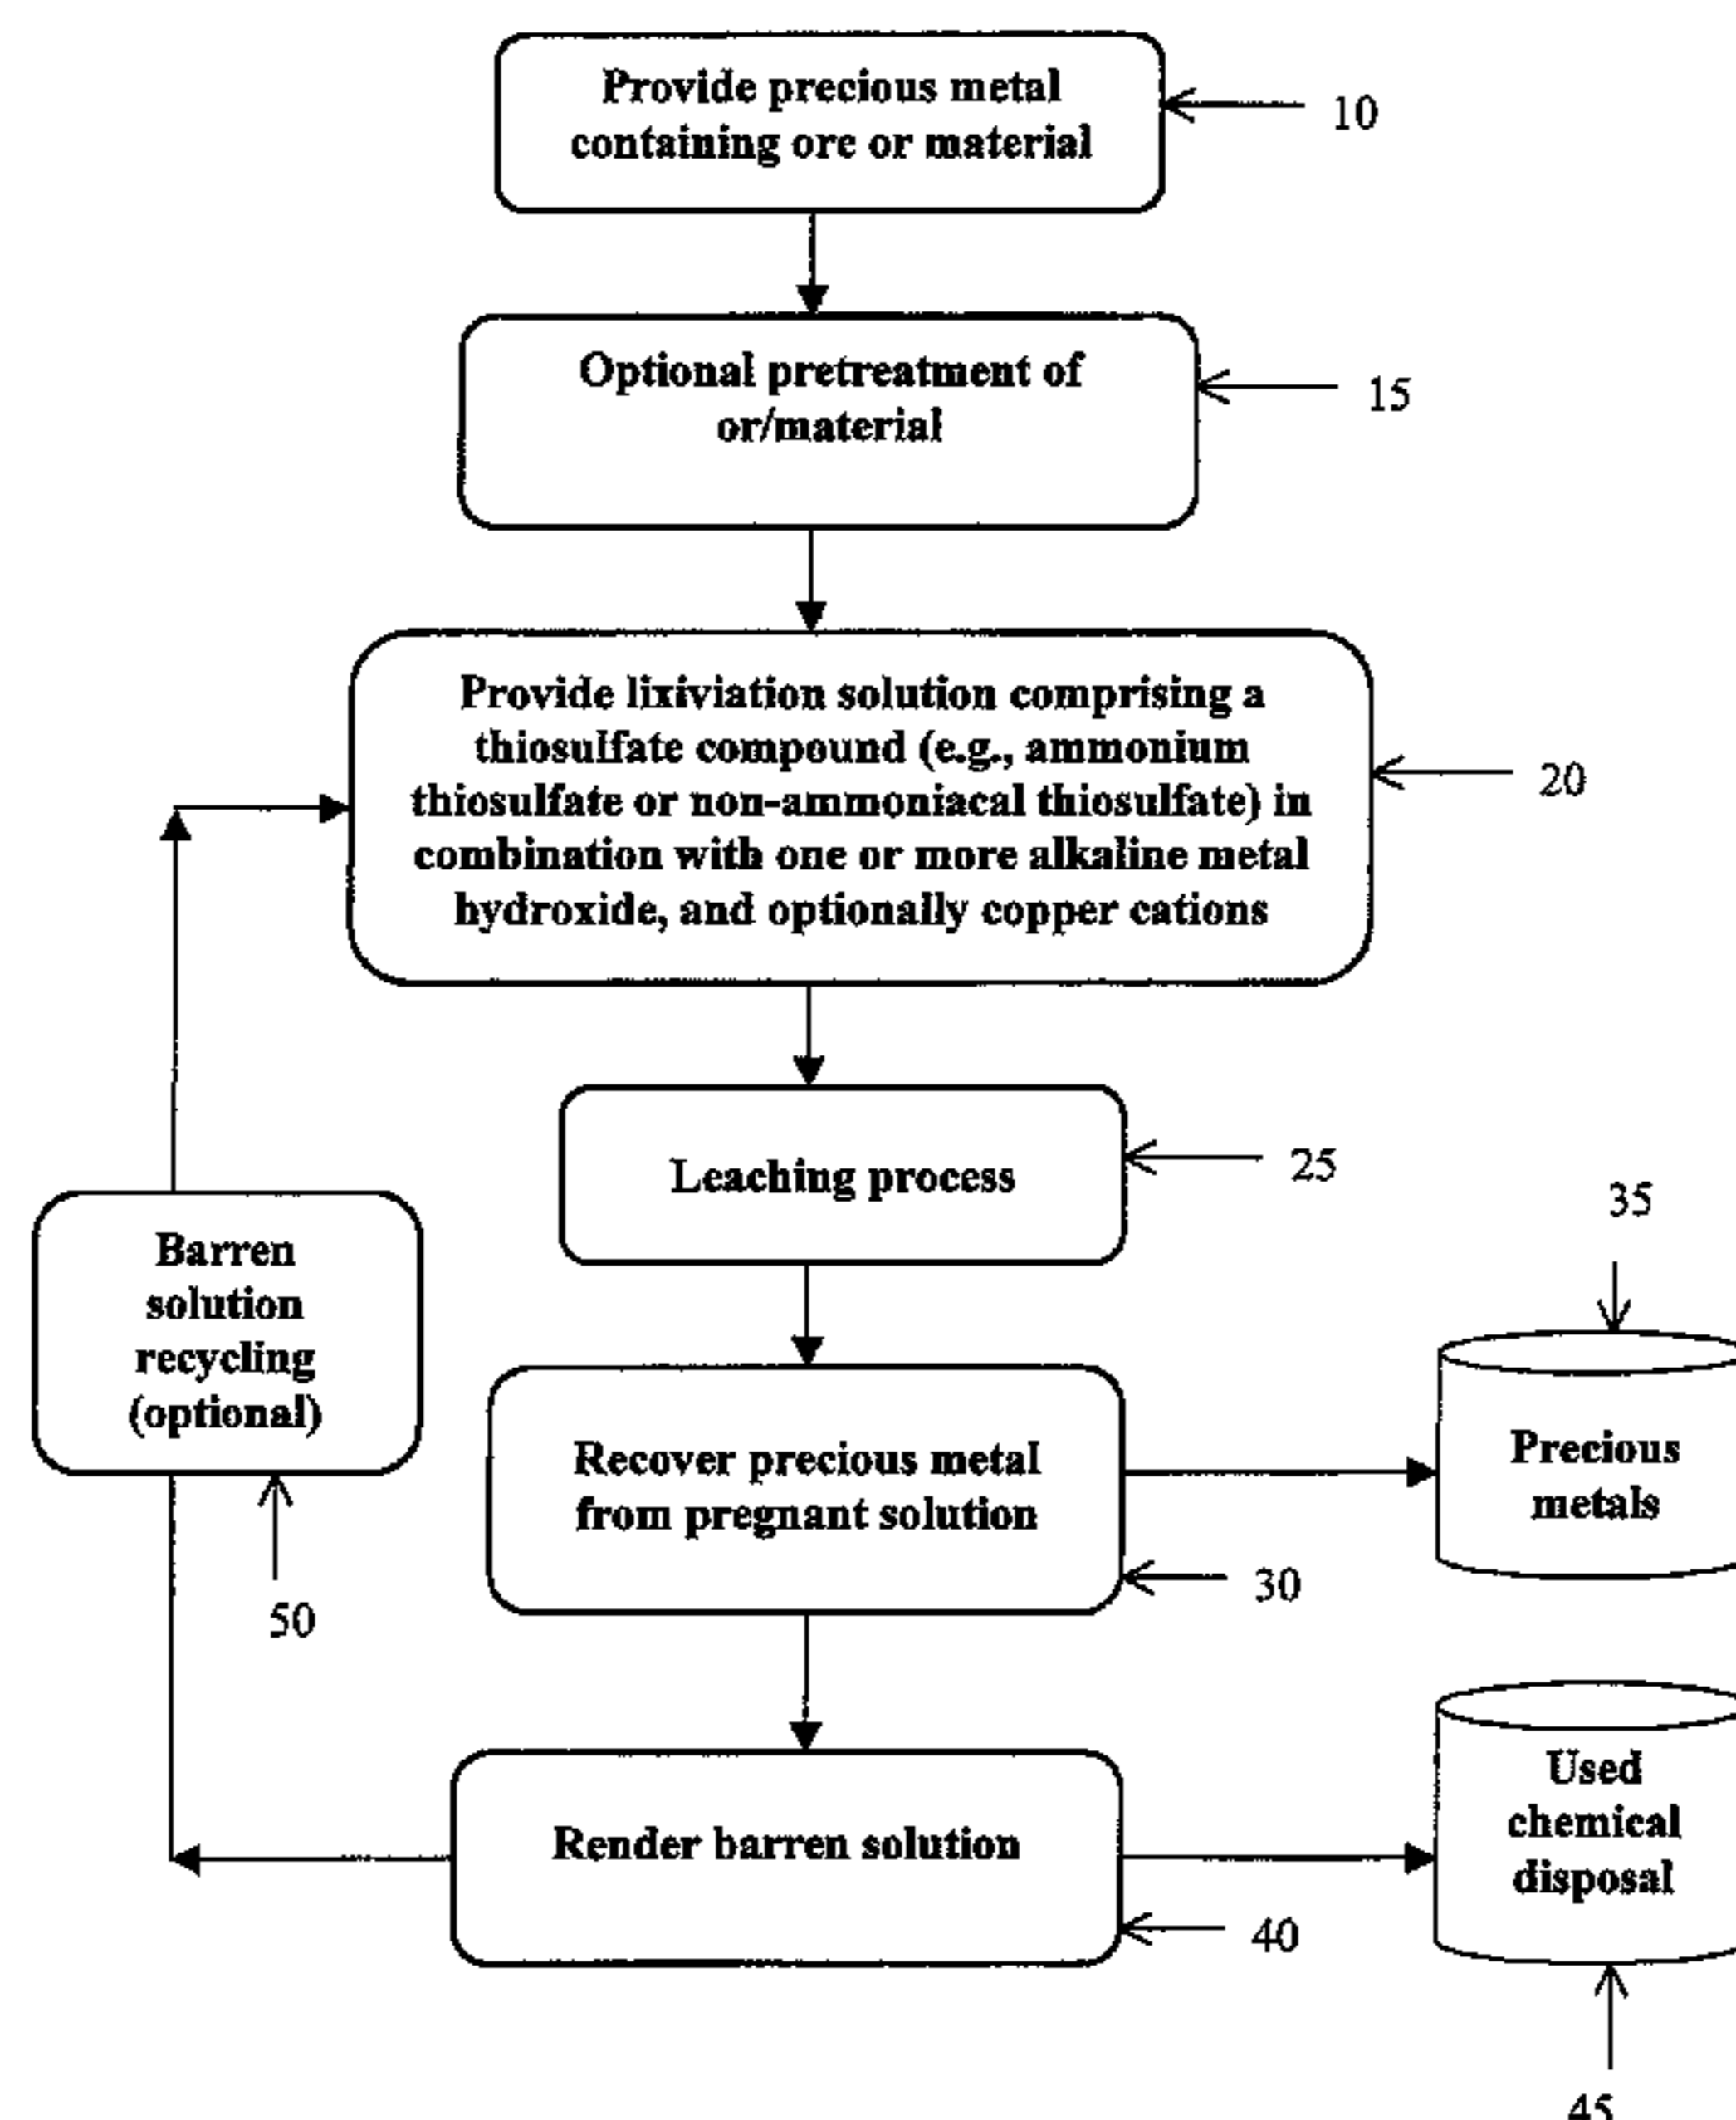 Provide precious metal
containing ore or material
10
Optional pretreatment of
or/material
15
Provide lixiviation solution comprising a
thiosulfate compound (e.g., ammonium
thiosulfate or non-ammoniacal thiosulfate) in
combination with one or more alkaline metal
hydroxide, and optionally copper cations
20
Leaching process
25
Barren
solution
recycling
(optional)
50
Recover precious metal
from pregnant solution
30
35
Precious
metals
Render barren solution
40
Used
chemical
disposal
45